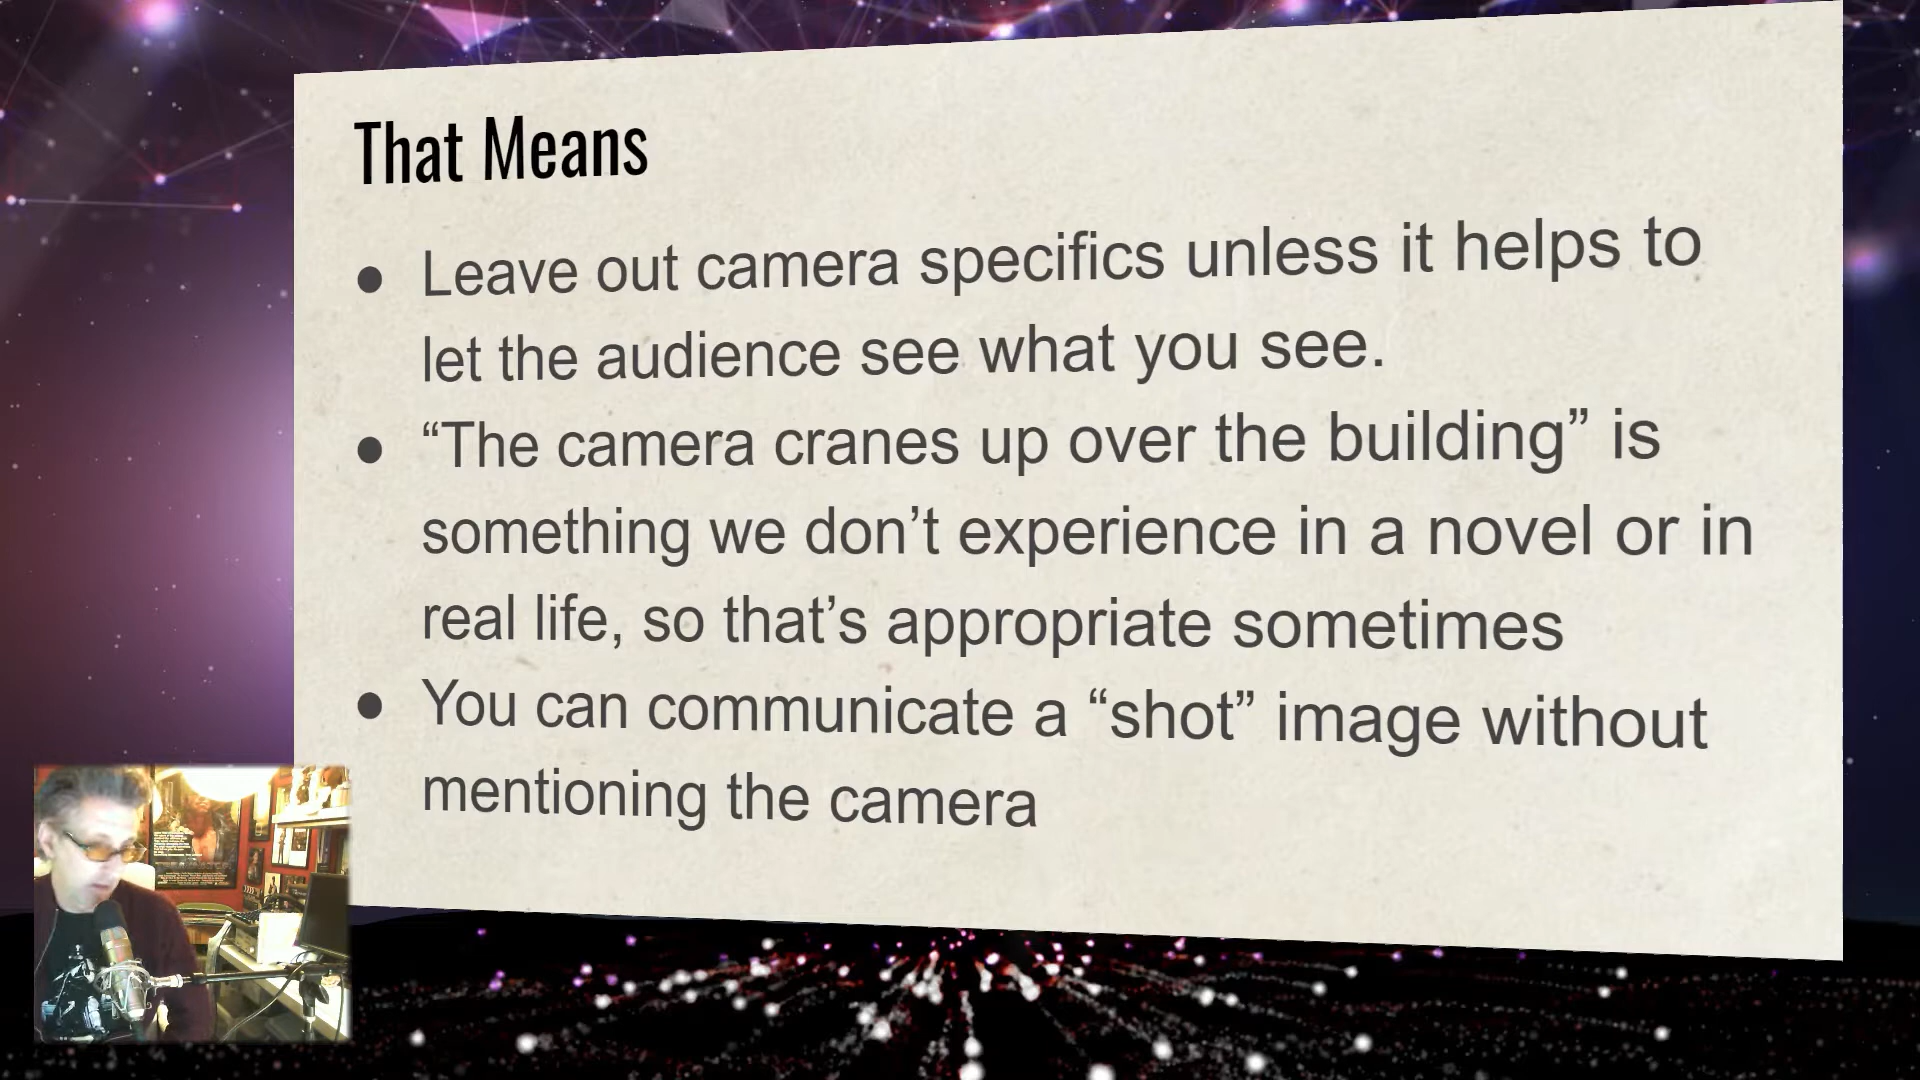 That Means
● Leave out camera specifics unless it helps to
let the audience see what you see.
● “The camera cranes up over the building” is
something we don’t experience in a novel or in
real life, so that’s appropriate sometimes
● You can communicate a “shot” image without
mentioning the camera